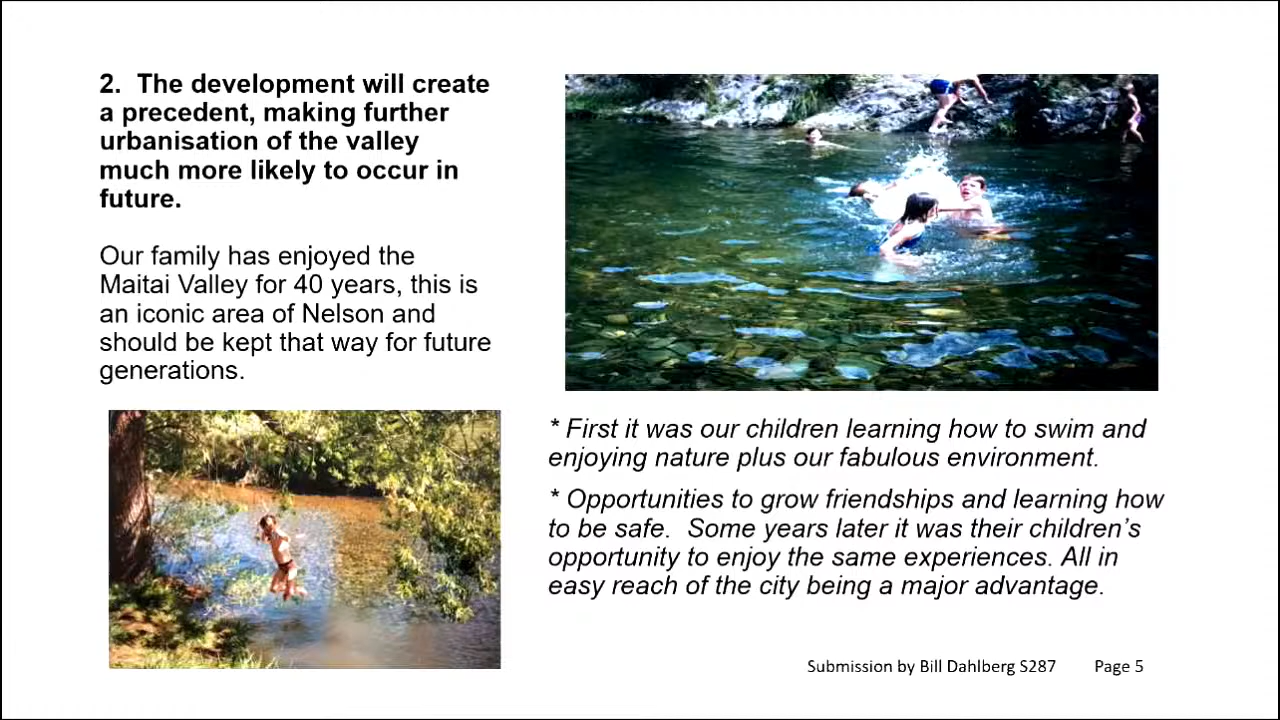 2.  The development will create
a precedent, making further
urbanisation of the valley
much more likely to occur in
future.
Our family has enjoyed the
Maitai Valley for 40 years, this is
an iconic area of Nelson and
should be kept that way for future
generations.
* First it was our children learning how to swim and
enjoying nature plus our fabulous environment.
* Opportunities to grow friendships and learning how
to be safe.  Some years later it was their children’s
opportunity to enjoy the same experiences. All in
easy reach of the city being a major advantage.
Submission by Bill Dahlberg S287 Page 5